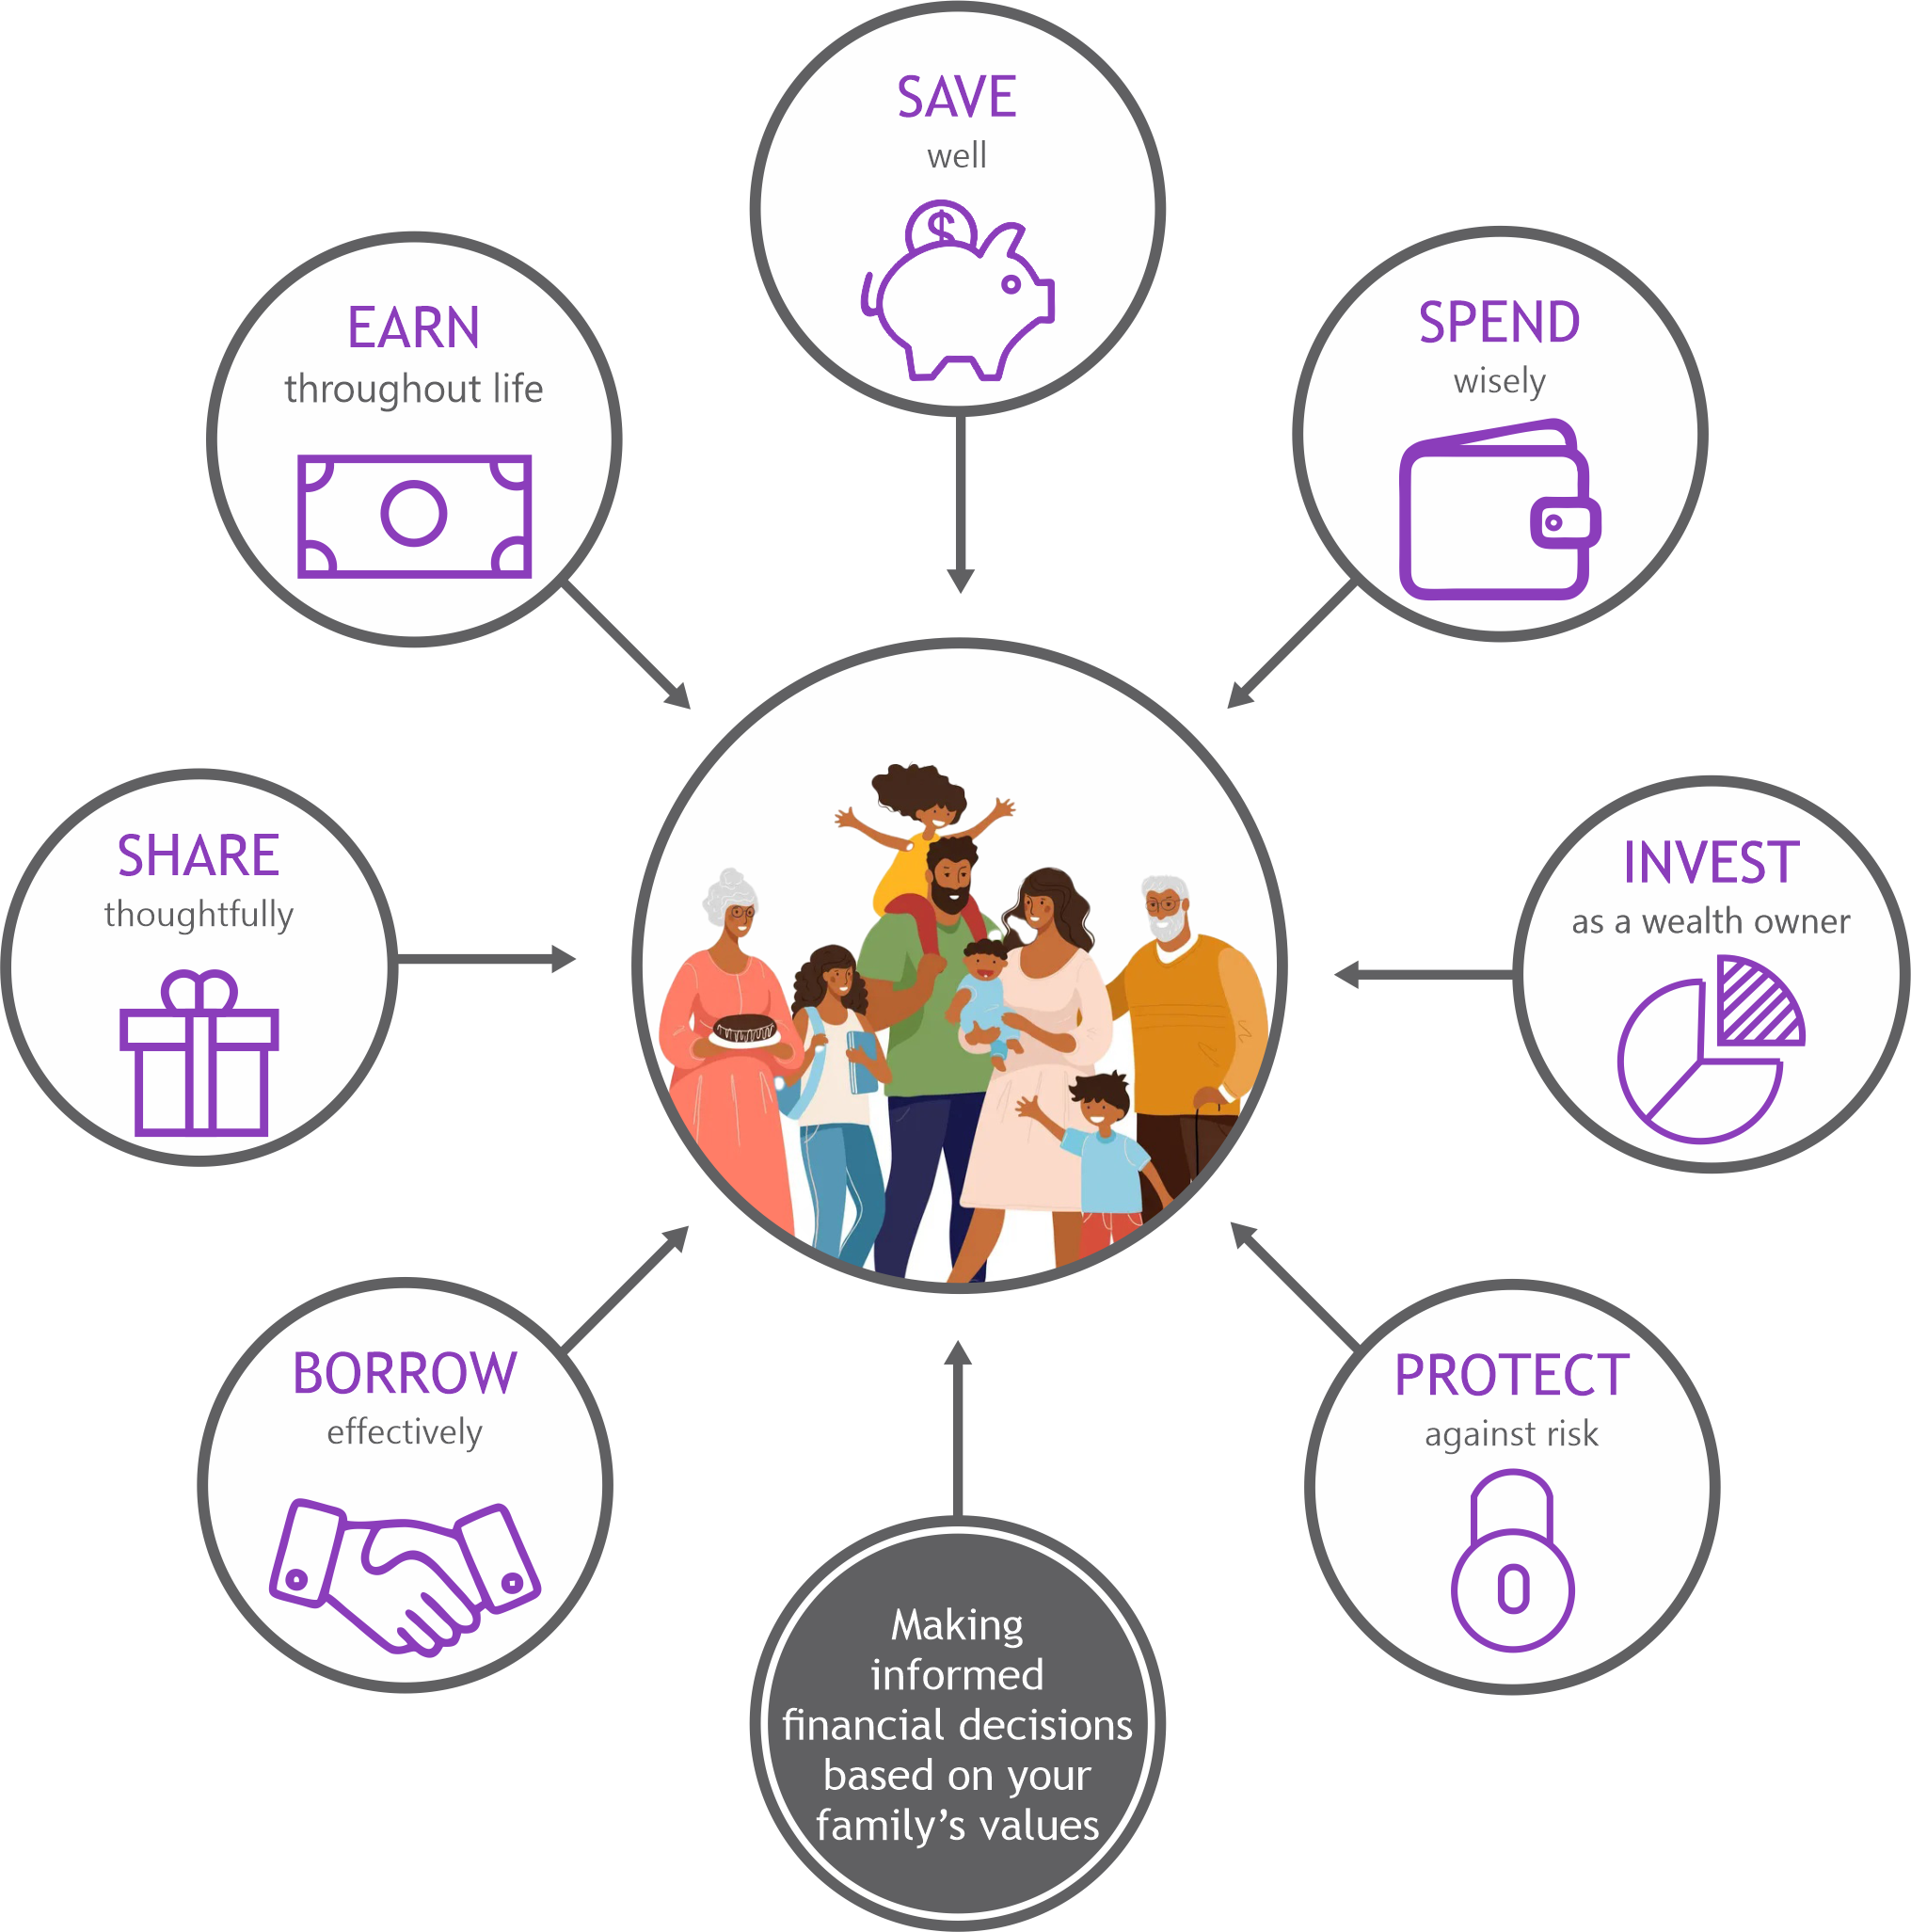 SAVE
well
$
EARN
throughout life
SPEND
wisely
SHARE
thoughtfully
INVEST
as a wealth owner
BORROW
effectively
PROTECT
against risk
Making
informed
financial decisions
based on your
family’s values